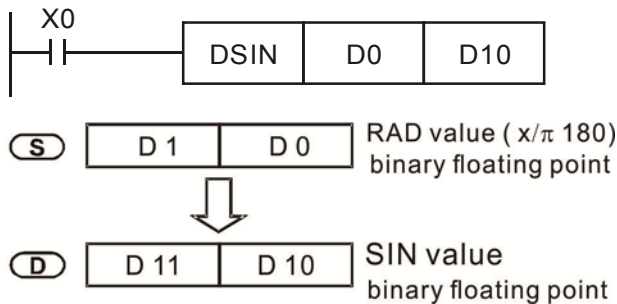 X0
DSIN D0 D10
S D 1 D 0 RAD value ( x/π 180)
binary floating point
D D 11 D 10 SIN value
binary floating point